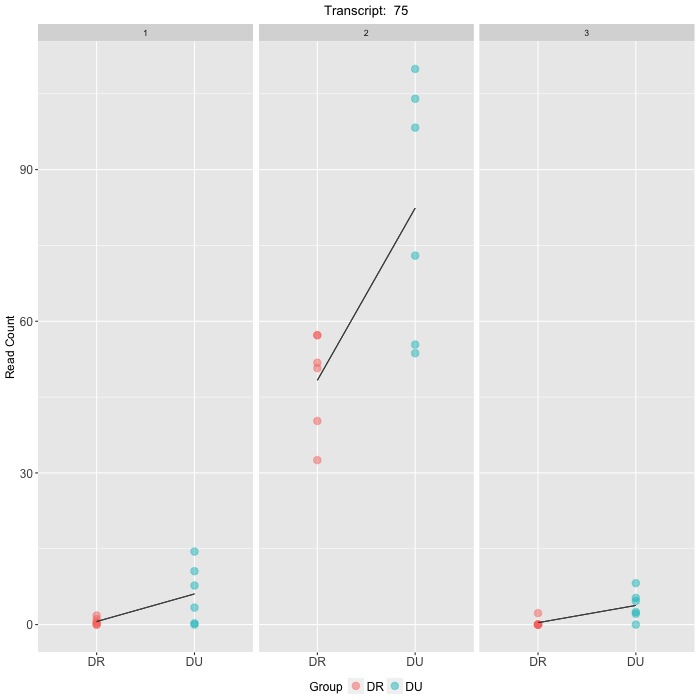 Transcript: 75
1 2 3
Read Count
90
60
30
0
DR DU DR DU DR DU
Group DR DU